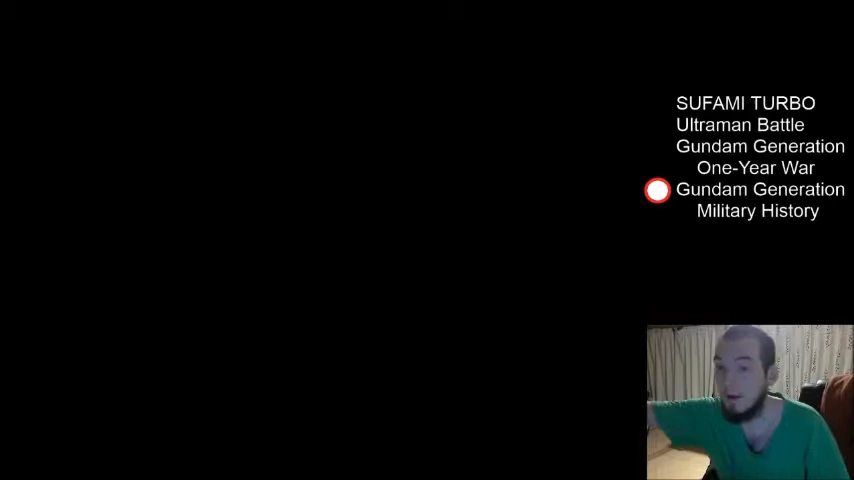 SUFAMI TURBO
Ultraman Battle
Gundam Generation
One-Year War
Gundam Generation
Military History